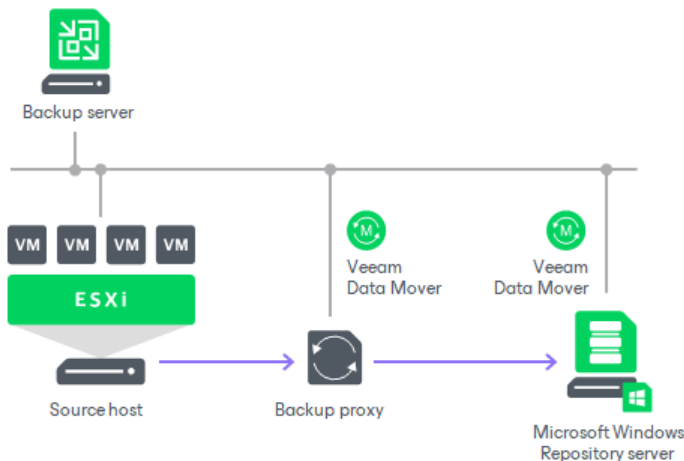 Backup server
VM VM VM VM
ESXi
M
Veeam
Data Mover
M
Veeam
Data Mover
Source host
Backup proxy
Microsoft Windows
Repository server